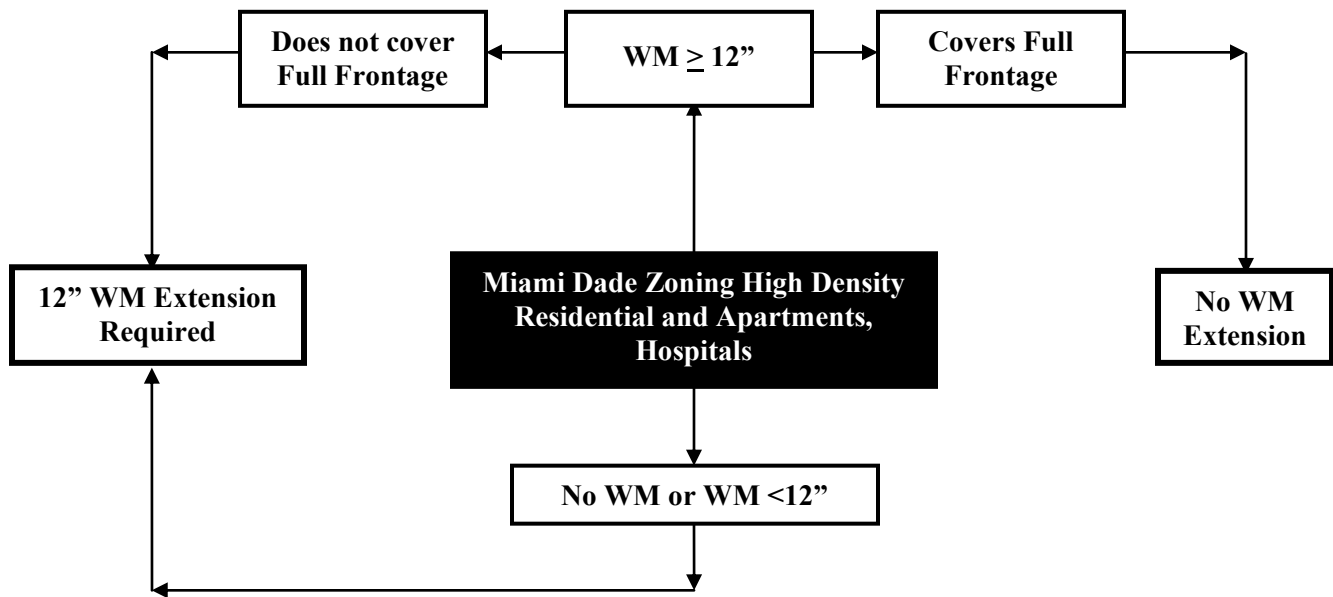 Does not cover
Full Frontage
WM ≥ 12”
Covers Full
Frontage
12” WM Extension
Required
Miami Dade Zoning High Density
Residential and Apartments,
Hospitals
No WM
Extension
No WM or WM <12”